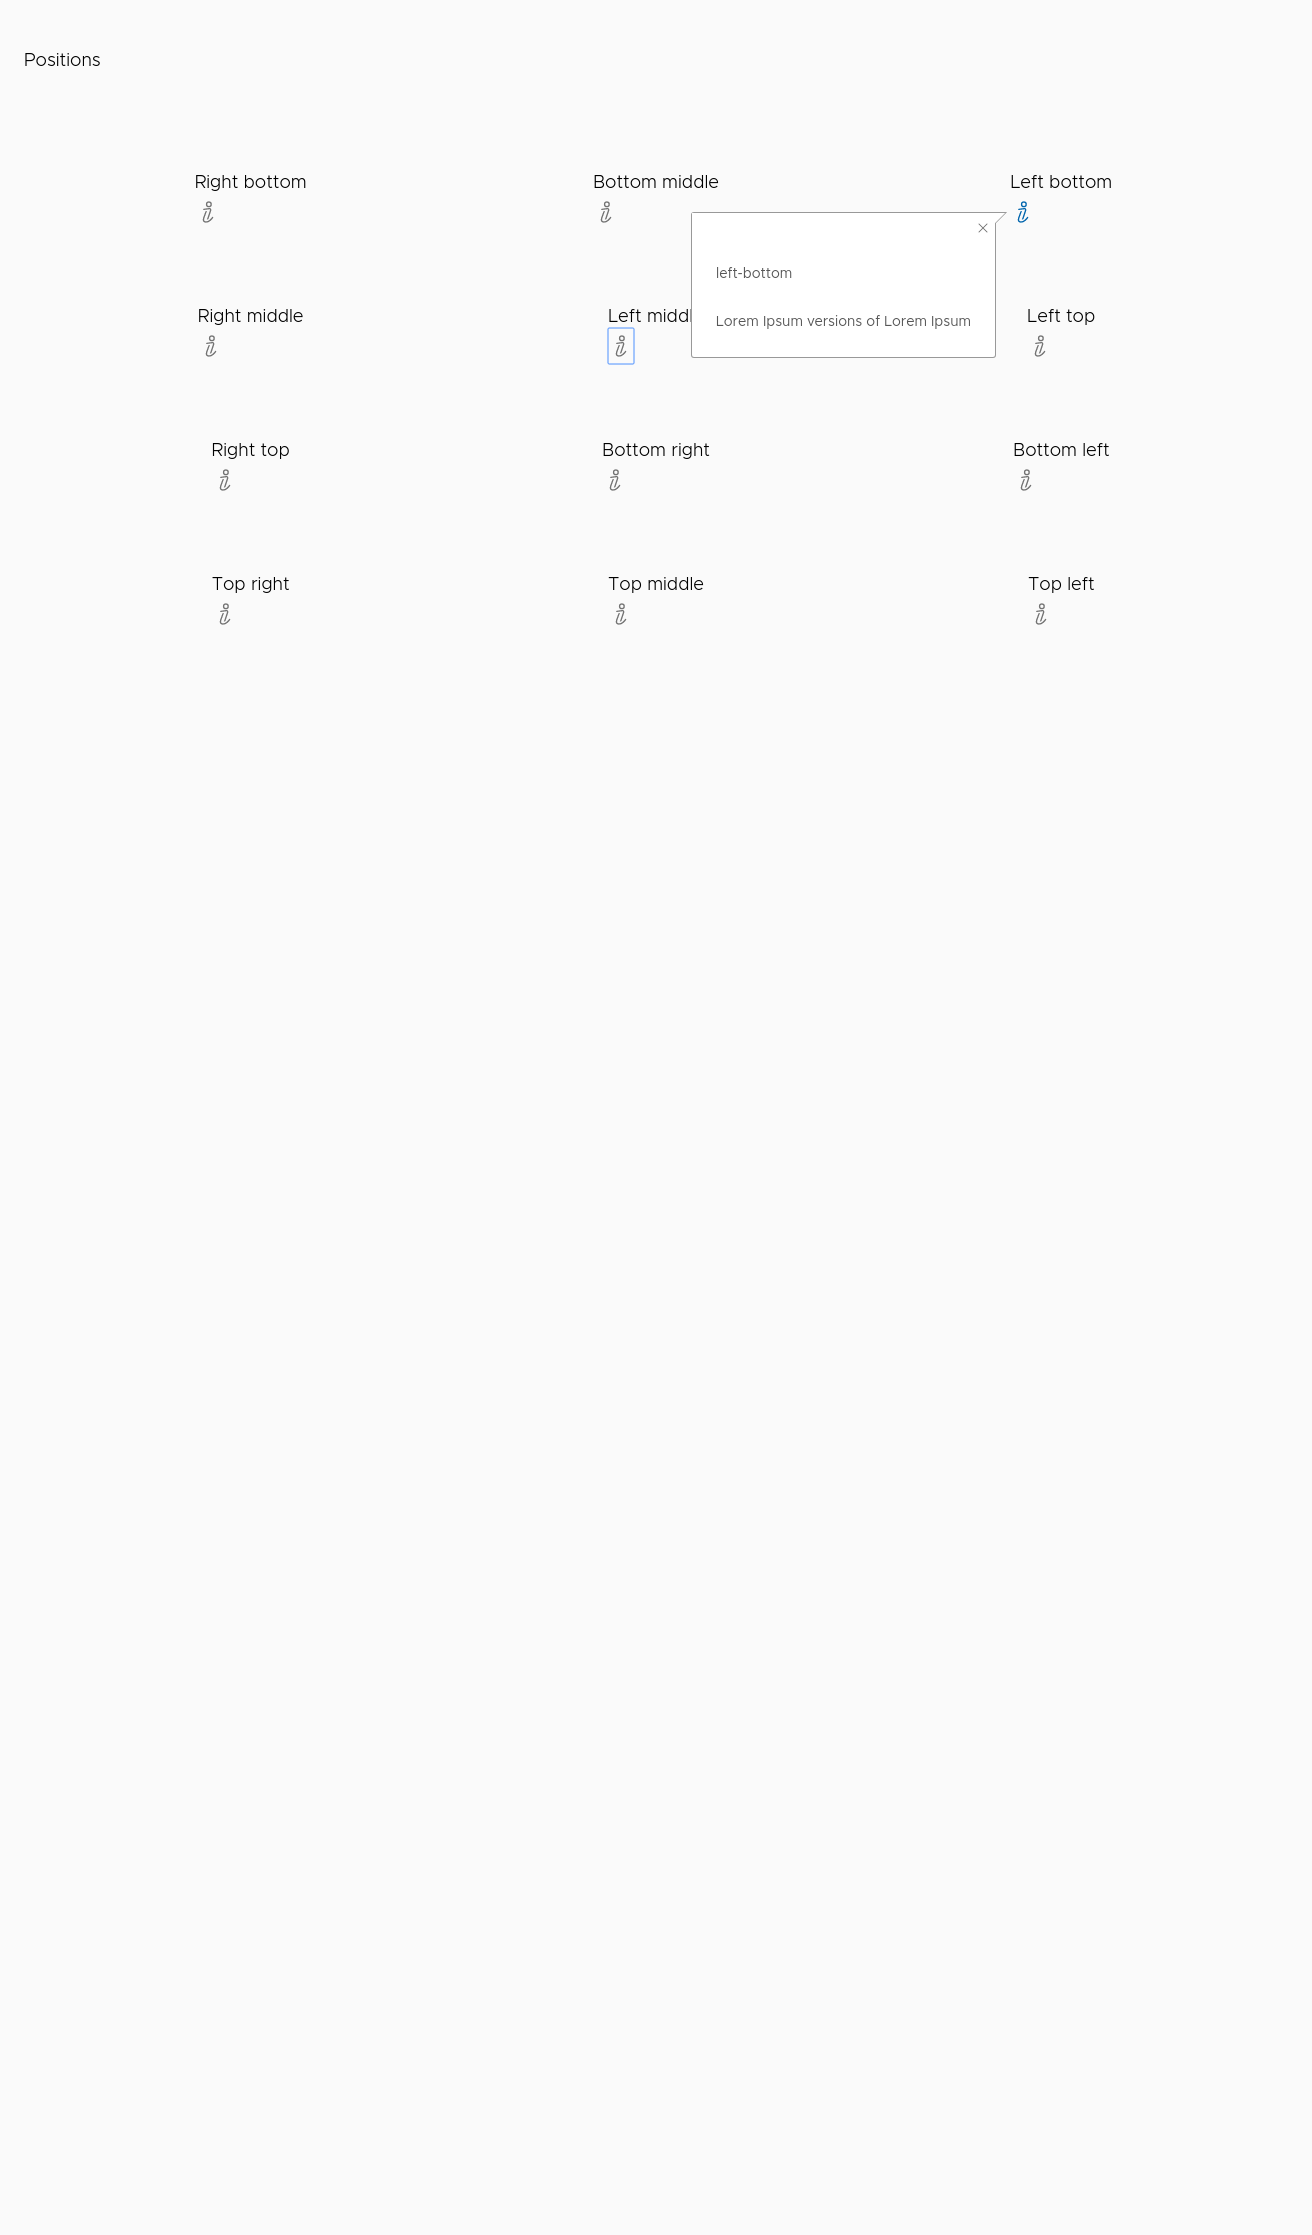 Positions
Right bottom
Bottom middle
Left bottom
left-bottom
Lorem Ipsum versions of Lorem Ipsum
Right middle
Left middl
Left top
Right top
Bottom right
Bottom left
Top right
Top middle
Top left